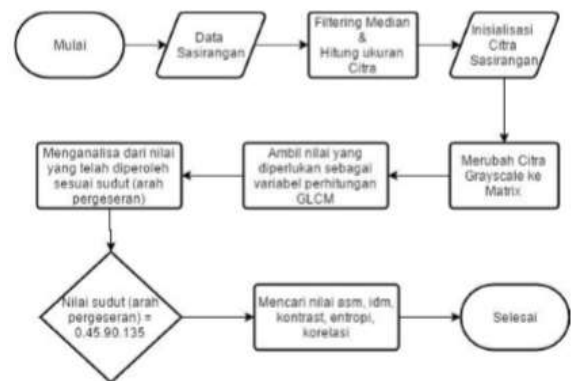 Mulai
Data
Sasirangan
Filtering Median
&
Hitung ukuran
Citra
Inisialisasi
Citra
Sasirangan
Merubah Citra
Grayscale ke
Matrix
Ambil nilai yang
diperlukan sebagai
variabel perhitungan
GLCM
Menganalisa dari nilai
yang telah diperoleh
sesuai sudut (arah
pergeseran)
Nilai sudut (arah
pergeseran) =
0.45.90.135
Mencari nilai asm, idm,
kontrast, entropi,
korelasi
Selesai